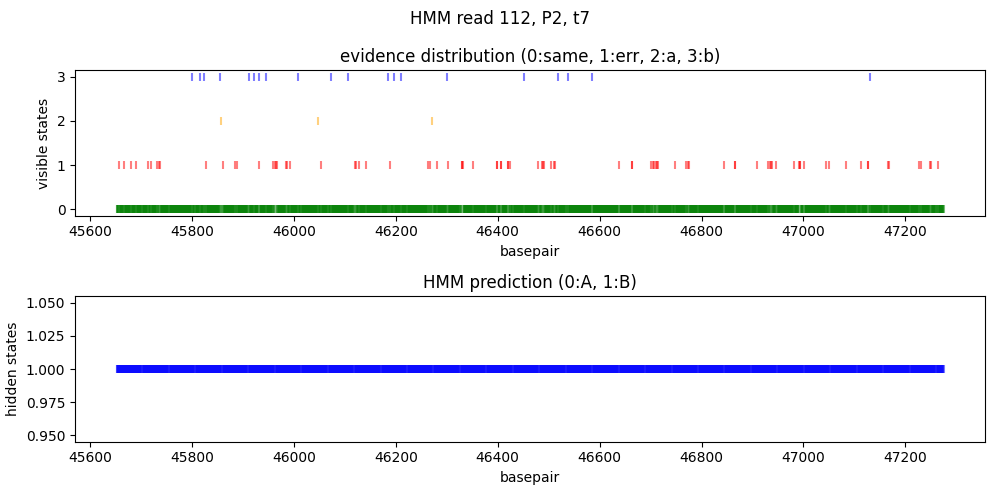 HMM read 112, P2, t7
evidence distribution (0:same, 1:err, 2:a, 3:b)
3
2
1
0
visible states
45600 45800 46000 46200 46400 46600 46800 47000 47200
basepair
HMM prediction (0:A, 1:B)
1.050
1.025
1.000
0.975
0.950
hidden states
45600 45800 46000 46200 46400 46600 46800 47000 47200
basepair